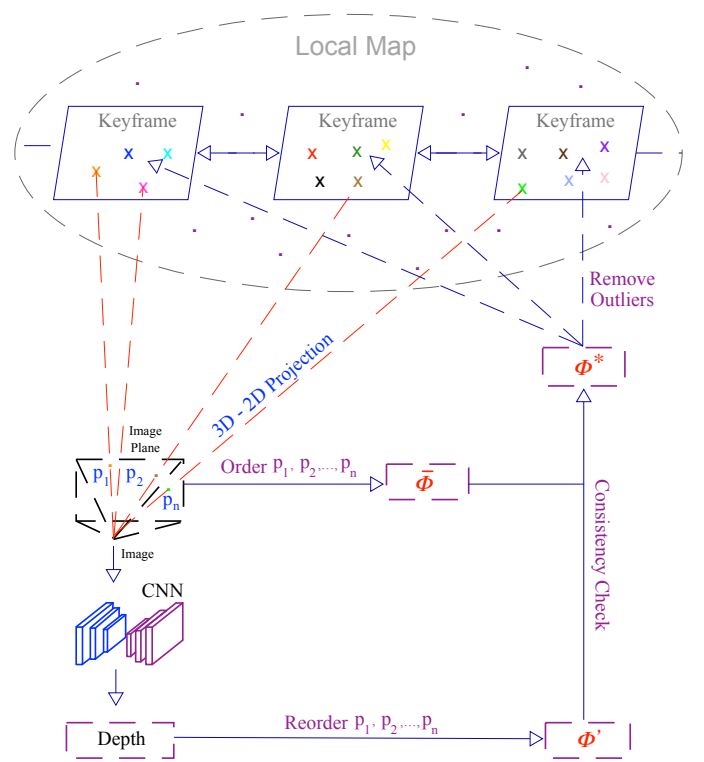 Local Map
Keyframe
Keyframe
Keyframe
x x x x x x x
x x x x x x x x
Remove
Outliers
3D - 2D Projection
Φ*
Image
Plane
p1 p2
pn
Order p1, p2,...,pn
Φ̄
Consistency Check
Image
CNN
Depth
Reorder p1, p2,...,pn
Φ'